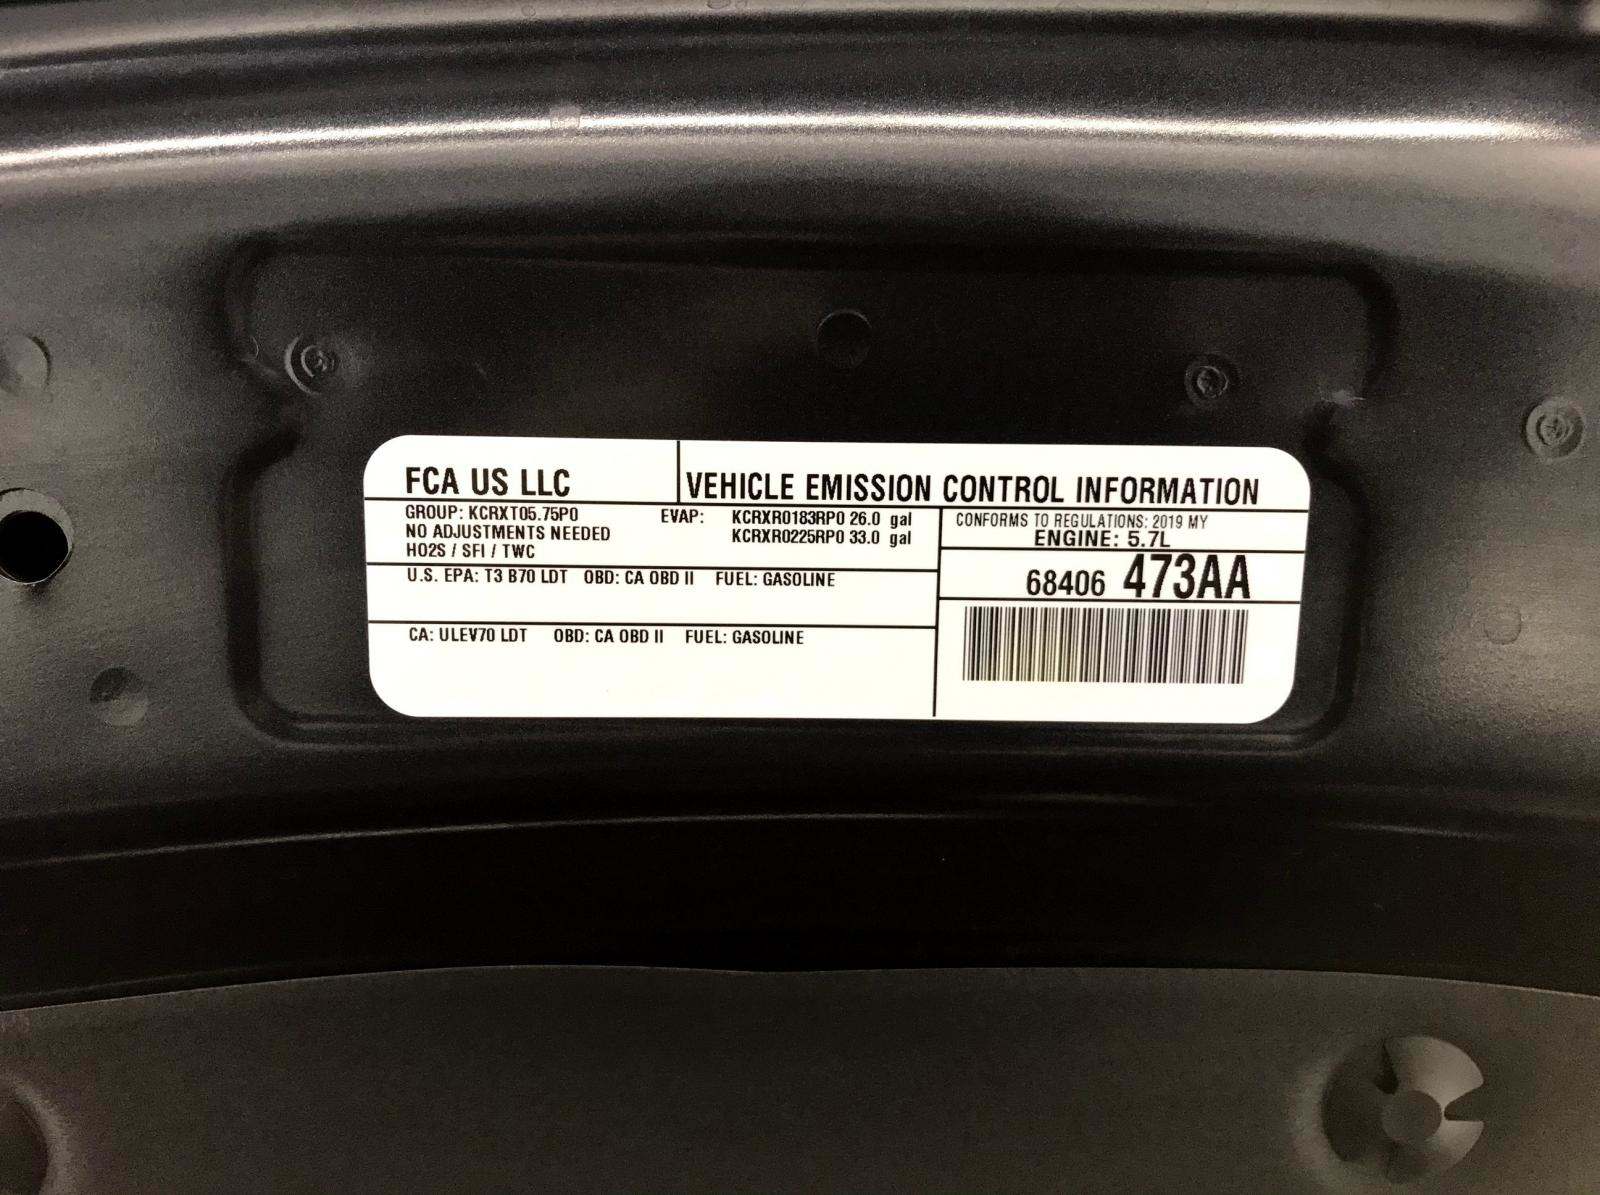 FCA US LLC
VEHICLE EMISSION CONTROL INFORMATION
GROUP: KCRXT05.75P0
NO ADJUSTMENTS NEEDED
HO2S / SFI / TWC
EVAP: KCRXR0183RP0 26.0 gal
KCRXR0225RP0 33.0 gal
CONFORMS TO REGULATIONS: 2019 MY
ENGINE: 5.7L
U.S. EPA: T3 B70 LDT OBD: CA OBD II FUEL: GASOLINE
68406 473AA
CA: ULEV70 LDT OBD: CA OBD II FUEL: GASOLINE